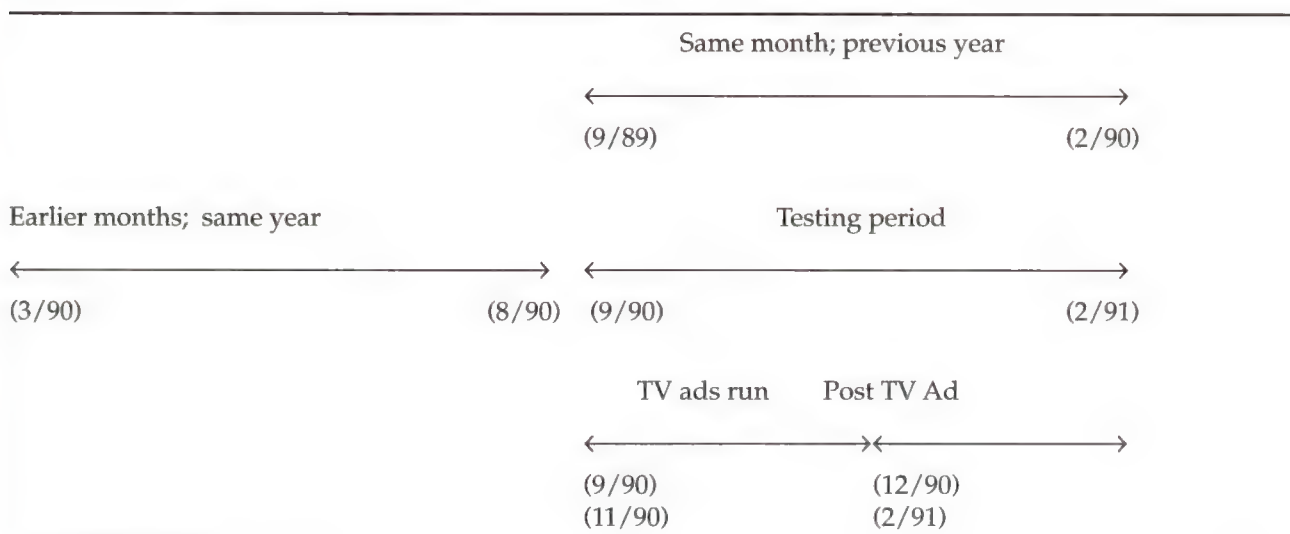 Same month; previous year
(9/89) (2/90)
Earlier months; same year Testing period
(3/90) (8/90) (9/90) (2/91)
TV ads run Post TV Ad
(9/90) (12/90)
(11/90) (2/91)